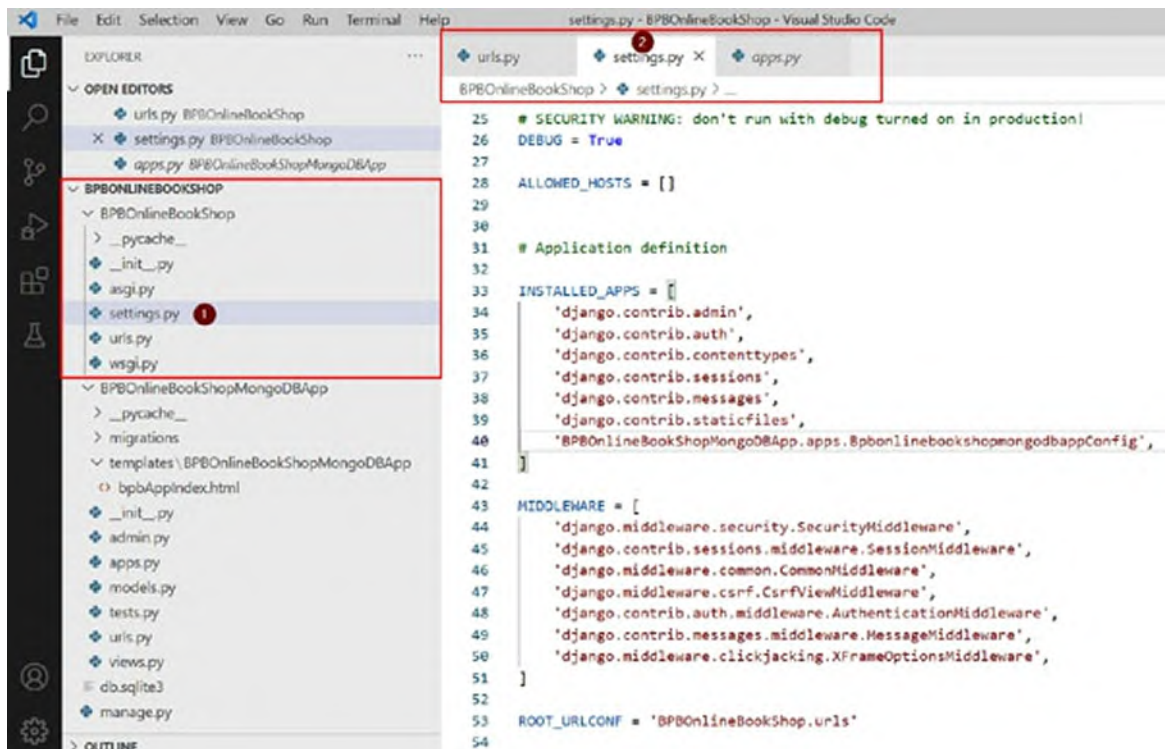 File Edit Selection View Go Run Terminal Help settings.py - BPBOnlineBookShop - Visual Studio Code
EXPLORER ...
OPEN EDITORS
urls.py BPBOnlineBookShop
settings.py BPBOnlineBookShop
apps.py BPBOnlineBookShopMongoDBApp
BPBONLINEBOOKSHOP
BPBOnlineBookShop
> __pycache__
__init__.py
asgi.py
settings.py 1
urls.py
wsgi.py
BPBOnlineBookShopMongoDBApp
> __pycache__
> migrations
templates\BPBOnlineBookShopMongoDBApp
<> bpbAppIndex.html
__init__.py
admin.py
apps.py
models.py
tests.py
urls.py
views.py
db.sqlite3
manage.py
> OUTLINE
2
urls.py settings.py × apps.py
BPBOnlineBookShop > settings.py > ...
25 # SECURITY WARNING: don't run with debug turned on in production!
26 DEBUG = True
27
28 ALLOWED_HOSTS = []
29
30
31 # Application definition
32
33 INSTALLED_APPS = [
34 'django.contrib.admin',
35 'django.contrib.auth',
36 'django.contrib.contenttypes',
37 'django.contrib.sessions',
38 'django.contrib.messages',
39 'django.contrib.staticfiles',
40 'BPBOnlineBookShopMongoDBApp.apps.BpbonlinebookshopmongodbappConfig',
41 ]
42
43 MIDDLEWARE = [
44 'django.middleware.security.SecurityMiddleware',
45 'django.contrib.sessions.middleware.SessionMiddleware',
46 'django.middleware.common.CommonMiddleware',
47 'django.middleware.csrf.CsrfViewMiddleware',
48 'django.contrib.auth.middleware.AuthenticationMiddleware',
49 'django.contrib.messages.middleware.MessageMiddleware',
50 'django.middleware.clickjacking.XFrameOptionsMiddleware',
51 ]
52
53 ROOT_URLCONF = 'BPBOnlineBookShop.urls'
54